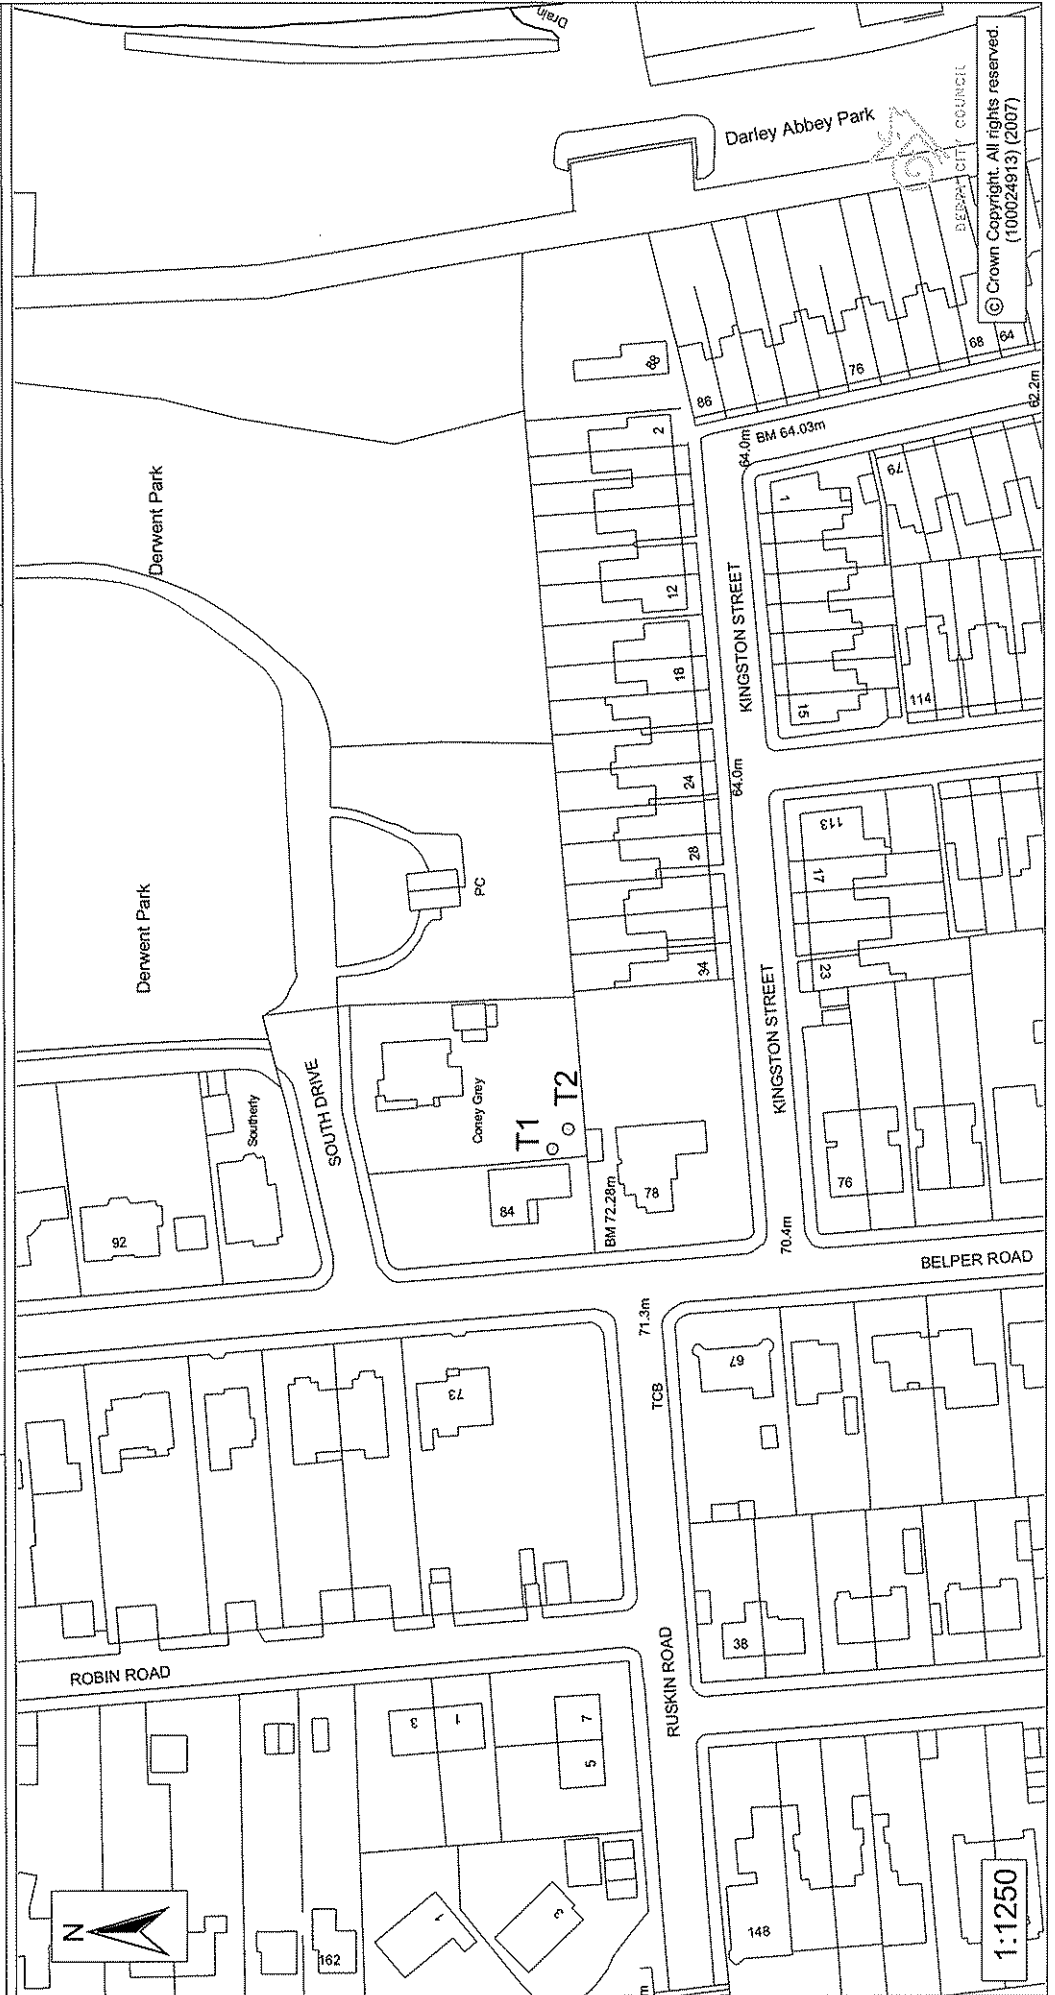 Drain
Darley Abbey Park
DERBY CITY COUNCIL
© Crown Copyright. All rights reserved.
(100024913) (2007)
Derwent Park
Derwent Park
88
86
76
68
64
62.2m
BM 64.03m
64.0m
2
12
18
24
28
34
KINGSTON STREET
64.0m
1
15
79
114
113
17
23
KINGSTON STREET
PC
SOUTH DRIVE
Southerly
Coney Grey
T1
T2
92
84
BM 72.28m
78
76
70.4m
BELPER ROAD
71.3m
TCB
67
73
38
ROBIN ROAD
RUSKIN ROAD
3
1
7
5
1
3
162
148
m
N
1:1250